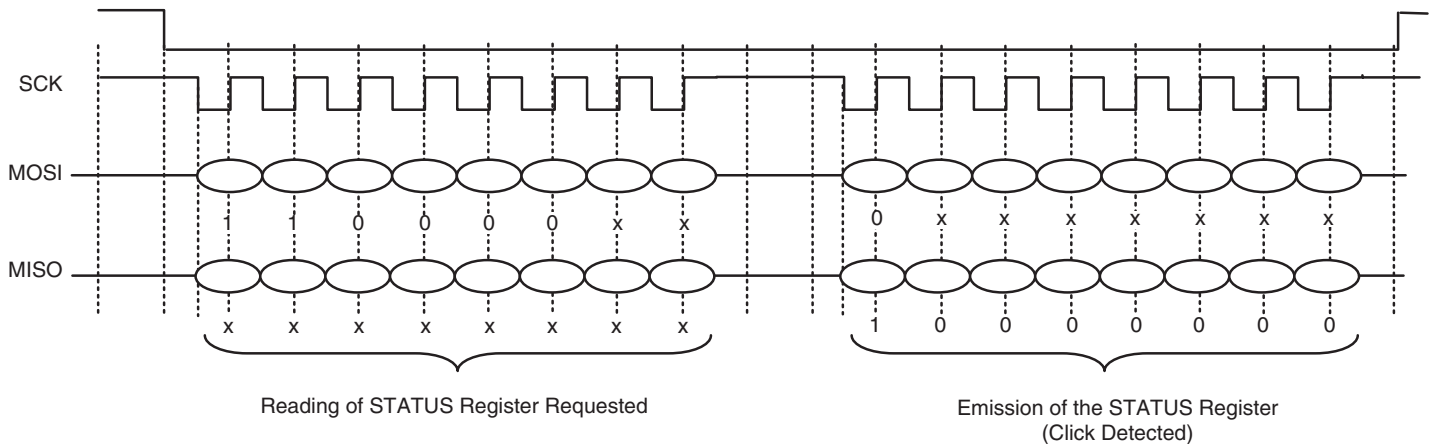 SCK
MOSI
1 1 0 0 0 0 x x
0 x x x x x x x
MISO
x x x x x x x x
1 0 0 0 0 0 0 0
Reading of STATUS Register Requested
Emission of the STATUS Register
(Click Detected)